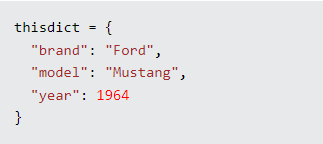 thisdict = {
  "brand": "Ford",
  "model": "Mustang",
  "year": 1964
}